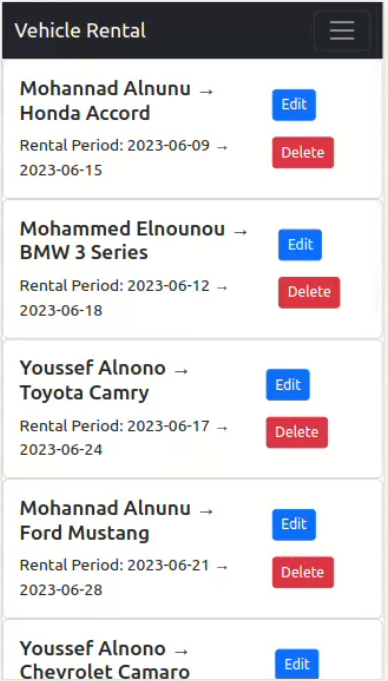 Vehicle Rental
Mohannad Alnunu →
Honda Accord
Edit
Rental Period: 2023-06-09 →
2023-06-15
Delete
Mohammed Elnounou →
BMW 3 Series
Edit
Rental Period: 2023-06-12 →
2023-06-18
Delete
Youssef Alnono →
Toyota Camry
Edit
Rental Period: 2023-06-17 →
2023-06-24
Delete
Mohannad Alnunu →
Ford Mustang
Edit
Rental Period: 2023-06-21 →
2023-06-28
Delete
Youssef Alnono →
Chevrolet Camaro
Edit